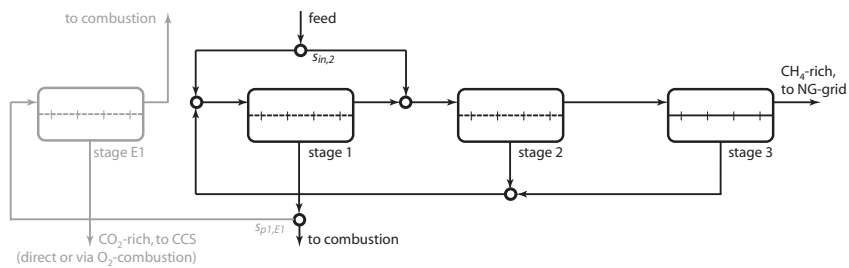 to combustion
feed
s_in,2
CH₄-rich,
to NG-grid
stage E1
stage 1
stage 2
stage 3
s_p1,E1
CO₂-rich, to CCS
(direct or via O₂-combustion)
to combustion